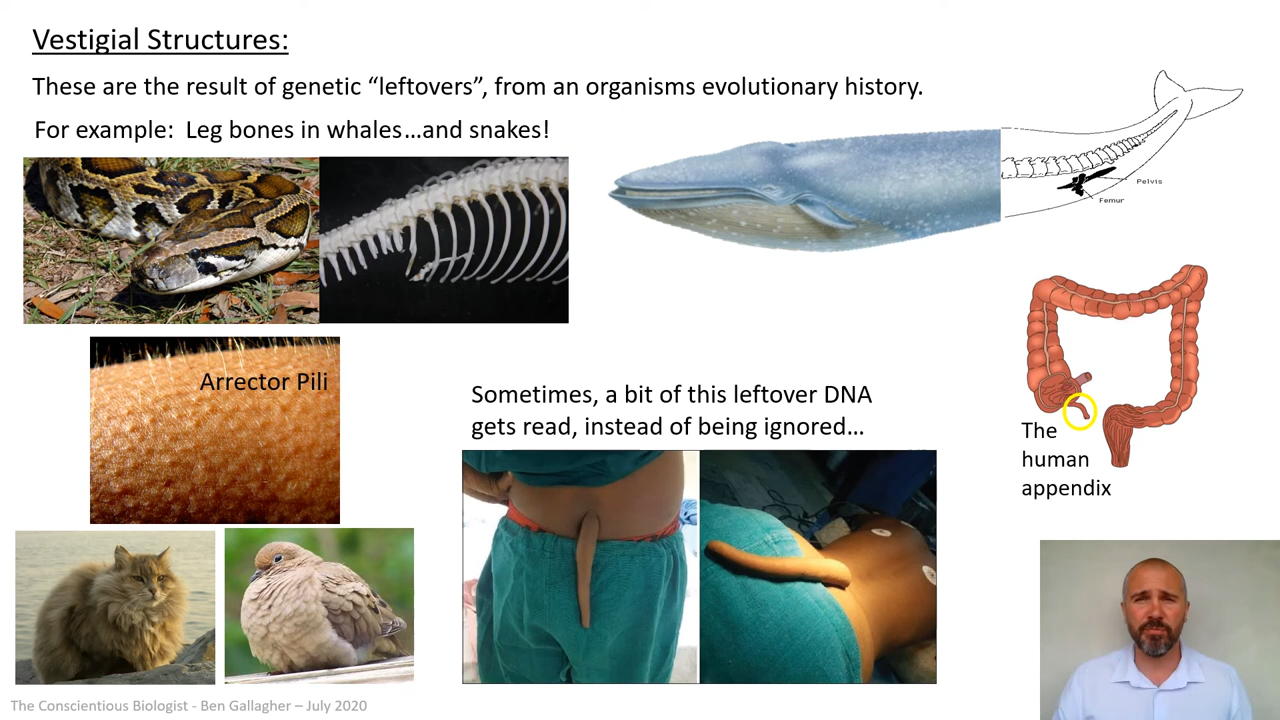 Vestigial Structures:
These are the result of genetic “leftovers”, from an organisms evolutionary history.
For example:  Leg bones in whales…and snakes!
Pelvis
Femur
Arrector Pili
Sometimes, a bit of this leftover DNA
gets read, instead of being ignored…
The
human
appendix
The Conscientious Biologist - Ben Gallagher – July 2020